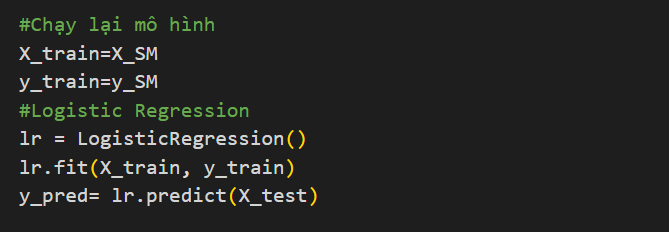 #Chạy lại mô hình
X_train=X_SM
y_train=y_SM
#Logistic Regression
lr = LogisticRegression()
lr.fit(X_train, y_train)
y_pred= lr.predict(X_test)